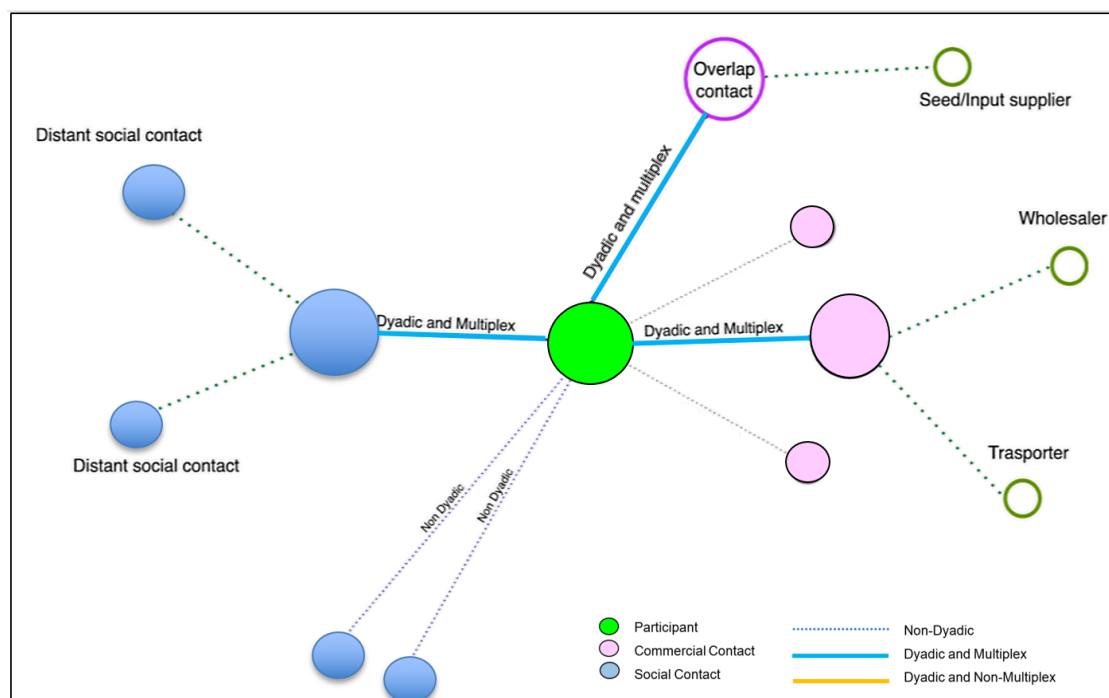 Overlap
contact
Seed/Input supplier
Distant social contact
Dyadic and multiplex
Wholesaler
Dyadic and Multiplex
Dyadic and Multiplex
Distant social contact
Trasporter
Non Dyadic
Non Dyadic
Participant
Commercial Contact
Social Contact
Non-Dyadic
Dyadic and Multiplex
Dyadic and Non-Multiplex